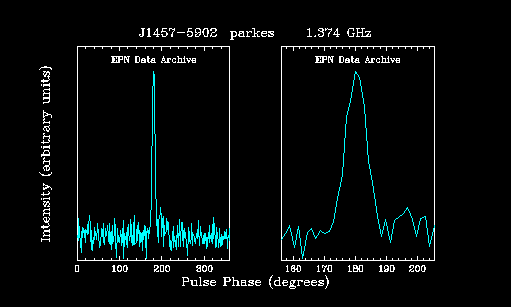 J1457-5902 parkes 1.374 GHz
EPN Data Archive
EPN Data Archive
Intensity (arbitrary units)
0 100 200 300
160 170 180 190 200
Pulse Phase (degrees)